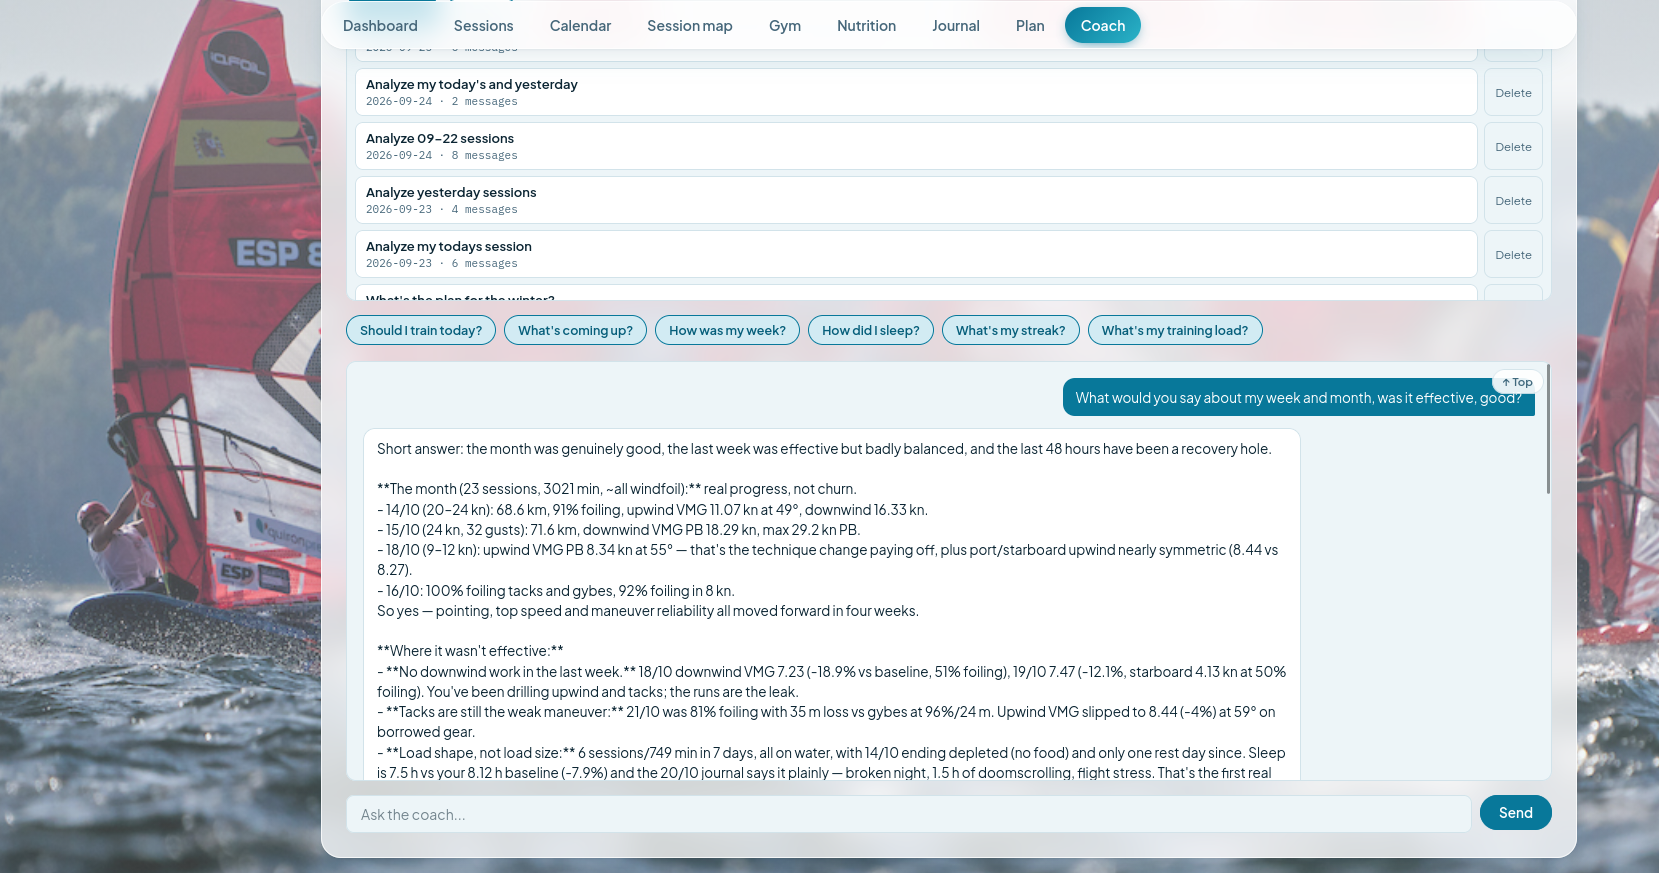 Dashboard
Sessions
Calendar
Session map
Gym
Nutrition
Journal
Plan
Coach
Analyze my today's and yesterday
2026-09-24 · 2 messages
Delete
Analyze 09-22 sessions
2026-09-24 · 8 messages
Delete
Analyze yesterday sessions
2026-09-23 · 4 messages
Delete
Analyze my todays session
2026-09-23 · 6 messages
Delete
What's the plan for the winter?
Should I train today?
What's coming up?
How was my week?
How did I sleep?
What's my streak?
What's my training load?
↑ Top
What would you say about my week and month, was it effective, good?
Short answer: the month was genuinely good, the last week was effective but badly balanced, and the last 48 hours have been a recovery hole.
**The month (23 sessions, 3021 min, ~all windfoil):** real progress, not churn.
- 14/10 (20–24 kn): 68.6 km, 91% foiling, upwind VMG 11.07 kn at 49°, downwind 16.33 kn.
- 15/10 (24 kn, 32 gusts): 71.6 km, downwind VMG PB 18.29 kn, max 29.2 kn PB.
- 18/10 (9–12 kn): upwind VMG PB 8.34 kn at 55° — that's the technique change paying off, plus port/starboard upwind nearly symmetric (8.44 vs
8.27).
- 16/10: 100% foiling tacks and gybes, 92% foiling in 8 kn.
So yes — pointing, top speed and maneuver reliability all moved forward in four weeks.
**Where it wasn't effective:**
- **No downwind work in the last week.** 18/10 downwind VMG 7.23 (-18.9% vs baseline, 51% foiling), 19/10 7.47 (-12.1%, starboard 4.13 kn at 50%
foiling). You've been drilling upwind and tacks; the runs are the leak.
- **Tacks are still the weak maneuver:** 21/10 was 81% foiling with 35 m loss vs gybes at 96%/24 m. Upwind VMG slipped to 8.44 (-4%) at 59° on
borrowed gear.
- **Load shape, not load size:** 6 sessions/749 min in 7 days, all on water, with 14/10 ending depleted (no food) and only one rest day since. Sleep
is 7.5 h vs your 8.12 h baseline (-7.9%) and the 20/10 journal says it plainly — broken night, 1.5 h of doomscrolling, flight stress. That's the first real
Ask the coach...
Send
iQFOIL
ESP 8
quiron
ESP